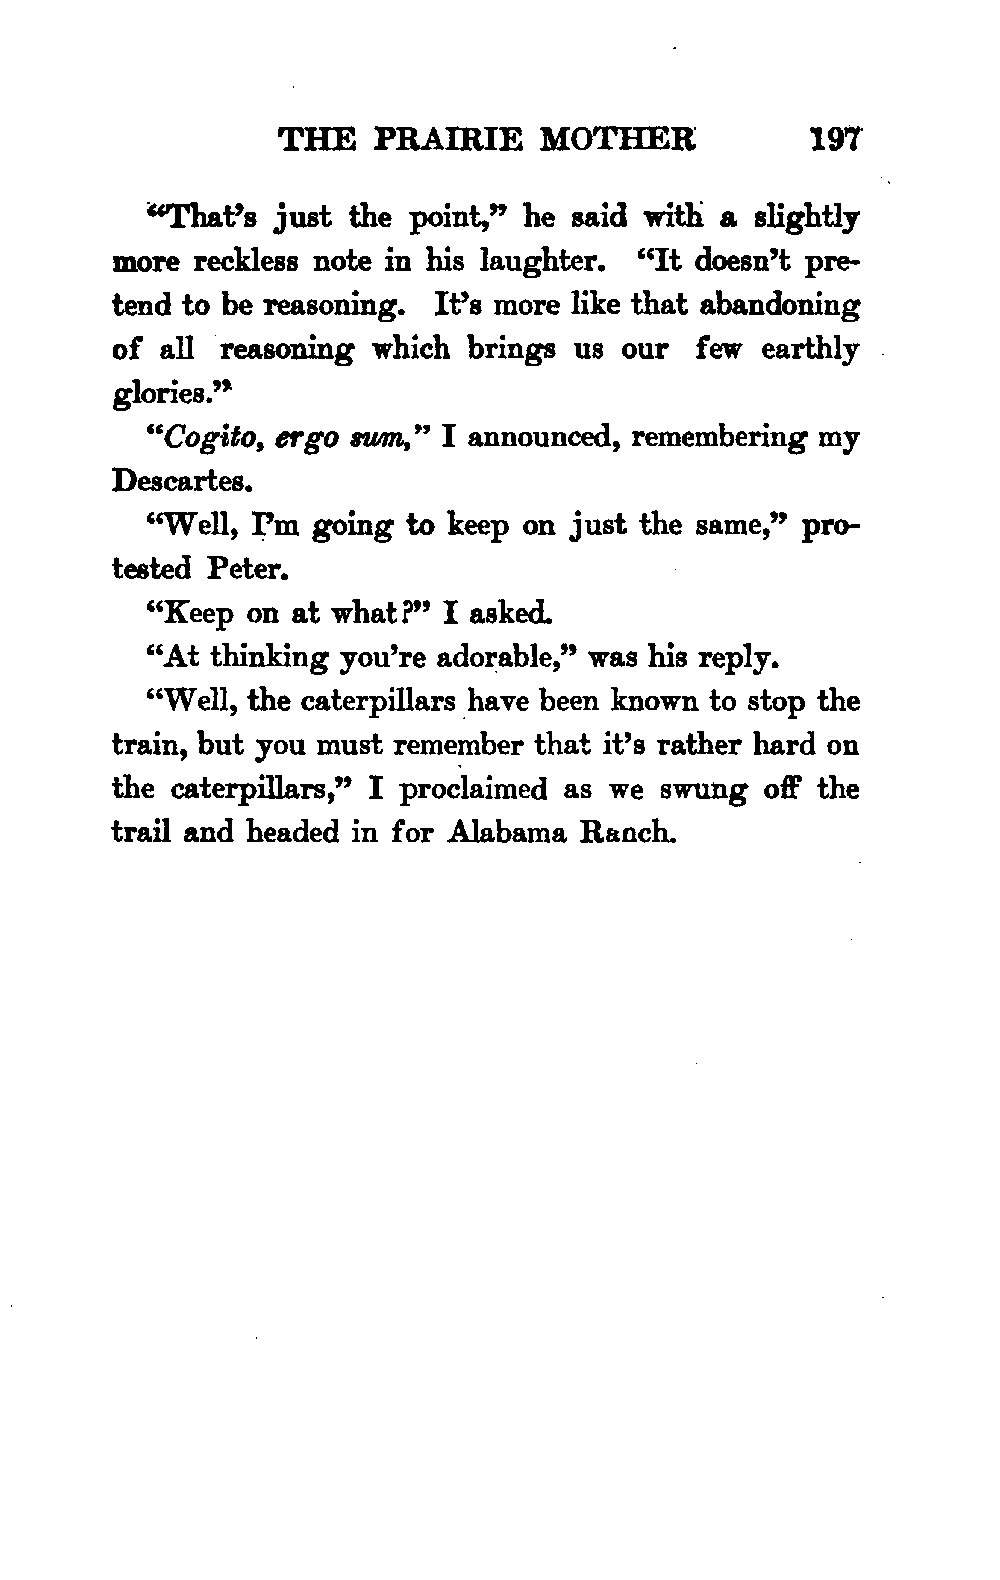 THE PRAIRIE MOTHER 197
“That’s just the point,” he said with a slightly
more reckless note in his laughter. “It doesn’t pre-
tend to be reasoning. It’s more like that abandoning
of all reasoning which brings us our few earthly
glories.”
“Cogito, ergo sum,” I announced, remembering my
Descartes.
“Well, I’m going to keep on just the same,” pro-
tested Peter.
“Keep on at what?” I asked.
“At thinking you’re adorable,” was his reply.
“Well, the caterpillars have been known to stop the
train, but you must remember that it’s rather hard on
the caterpillars,” I proclaimed as we swung off the
trail and headed in for Alabama Ranch.